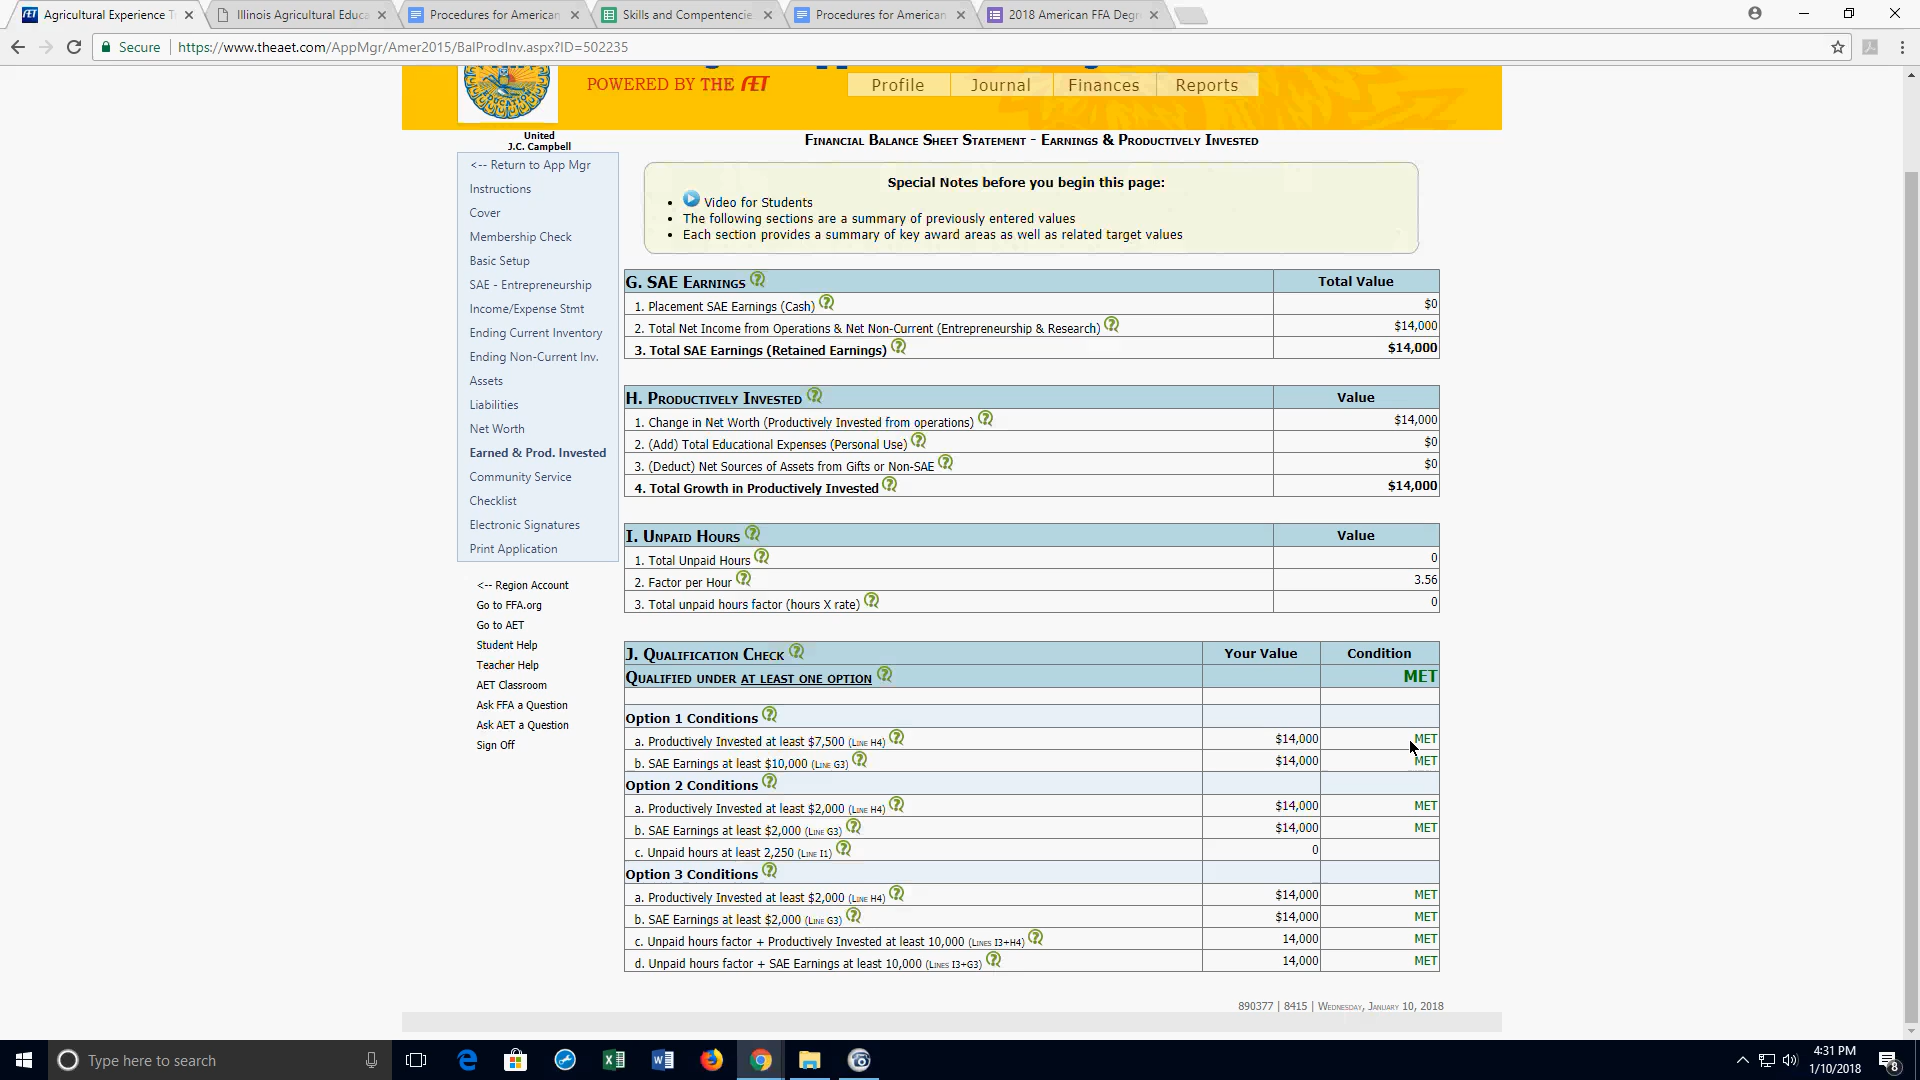 Agricultural Experience T
Illinois Agricultural Educa
Procedures for American
Skills and Competencie
Procedures for American
2018 American FFA Degr
Secure
https://www.theaet.com/AppMgr/Amer2015/BalProdInv.aspx?ID=502235
EDUCATION
POWERED BY THE AET
Profile
Journal
Finances
Reports
United
J.C. Campbell
<-- Return to App Mgr
Instructions
Cover
Membership Check
Basic Setup
SAE - Entrepreneurship
Income/Expense Stmt
Ending Current Inventory
Ending Non-Current Inv.
Assets
Liabilities
Net Worth
Earned & Prod. Invested
Community Service
Checklist
Electronic Signatures
Print Application
<-- Region Account
Go to FFA.org
Go to AET
Student Help
Teacher Help
AET Classroom
Ask FFA a Question
Ask AET a Question
Sign Off
Financial Balance Sheet Statement - Earnings & Productively Invested
Special Notes before you begin this page:
• Video for Students
• The following sections are a summary of previously entered values
• Each section provides a summary of key award areas as well as related target values
G. SAE Earnings Total Value
1. Placement SAE Earnings (Cash) $0
2. Total Net Income from Operations & Net Non-Current (Entrepreneurship & Research) $14,000
3. Total SAE Earnings (Retained Earnings) $14,000
H. Productively Invested Value
1. Change in Net Worth (Productively Invested from operations) $14,000
2. (Add) Total Educational Expenses (Personal Use) $0
3. (Deduct) Net Sources of Assets from Gifts or Non-SAE $0
4. Total Growth in Productively Invested $14,000
I. Unpaid Hours Value
1. Total Unpaid Hours 0
2. Factor per Hour 3.56
3. Total unpaid hours factor (hours X rate) 0
J. Qualification Check Your Value Condition
Qualified under at least one option MET
Option 1 Conditions
a. Productively Invested at least $7,500 (Line H4) $14,000 MET
b. SAE Earnings at least $10,000 (Line G3) $14,000 MET
Option 2 Conditions
a. Productively Invested at least $2,000 (Line H4) $14,000 MET
b. SAE Earnings at least $2,000 (Line G3) $14,000 MET
c. Unpaid hours at least 2,250 (Line I1) 0
Option 3 Conditions
a. Productively Invested at least $2,000 (Line H4) $14,000 MET
b. SAE Earnings at least $2,000 (Line G3) $14,000 MET
c. Unpaid hours factor + Productively Invested at least 10,000 (Lines I3+H4) 14,000 MET
d. Unpaid hours factor + SAE Earnings at least 10,000 (Lines I3+G3) 14,000 MET
890377 | 8415 | Wednesday, January 10, 2018
Type here to search
4:31 PM
1/10/2018
8